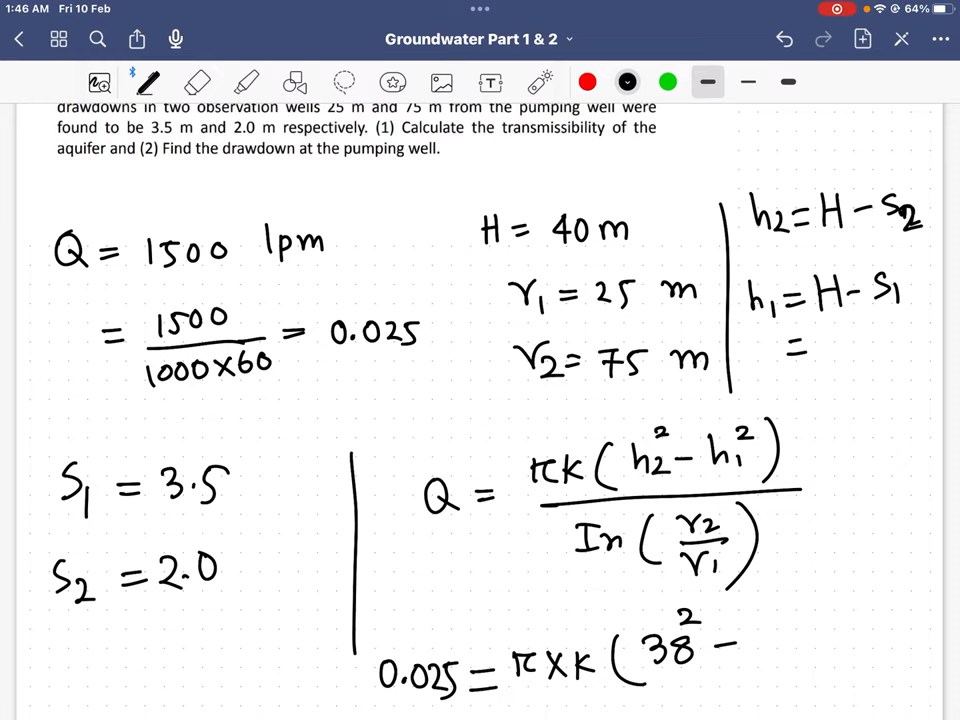 1:46 AM Fri 10 Feb
64%
Groundwater Part 1 & 2
drawdowns in two observation wells 25 m and 75 m from the pumping well were
found to be 3.5 m and 2.0 m respectively. (1) Calculate the transmissibility of the
aquifer and (2) Find the drawdown at the pumping well.
Q = 1500 lpm
= 1500 / 1000×60 = 0.025
H = 40 m
r1 = 25 m
r2 = 75 m
h2 = H - S2
h1 = H - S1
=
S1 = 3.5
S2 = 2.0
Q = πK (h2² - h1²) / In (r2/r1)
0.025 = π × K (38² -